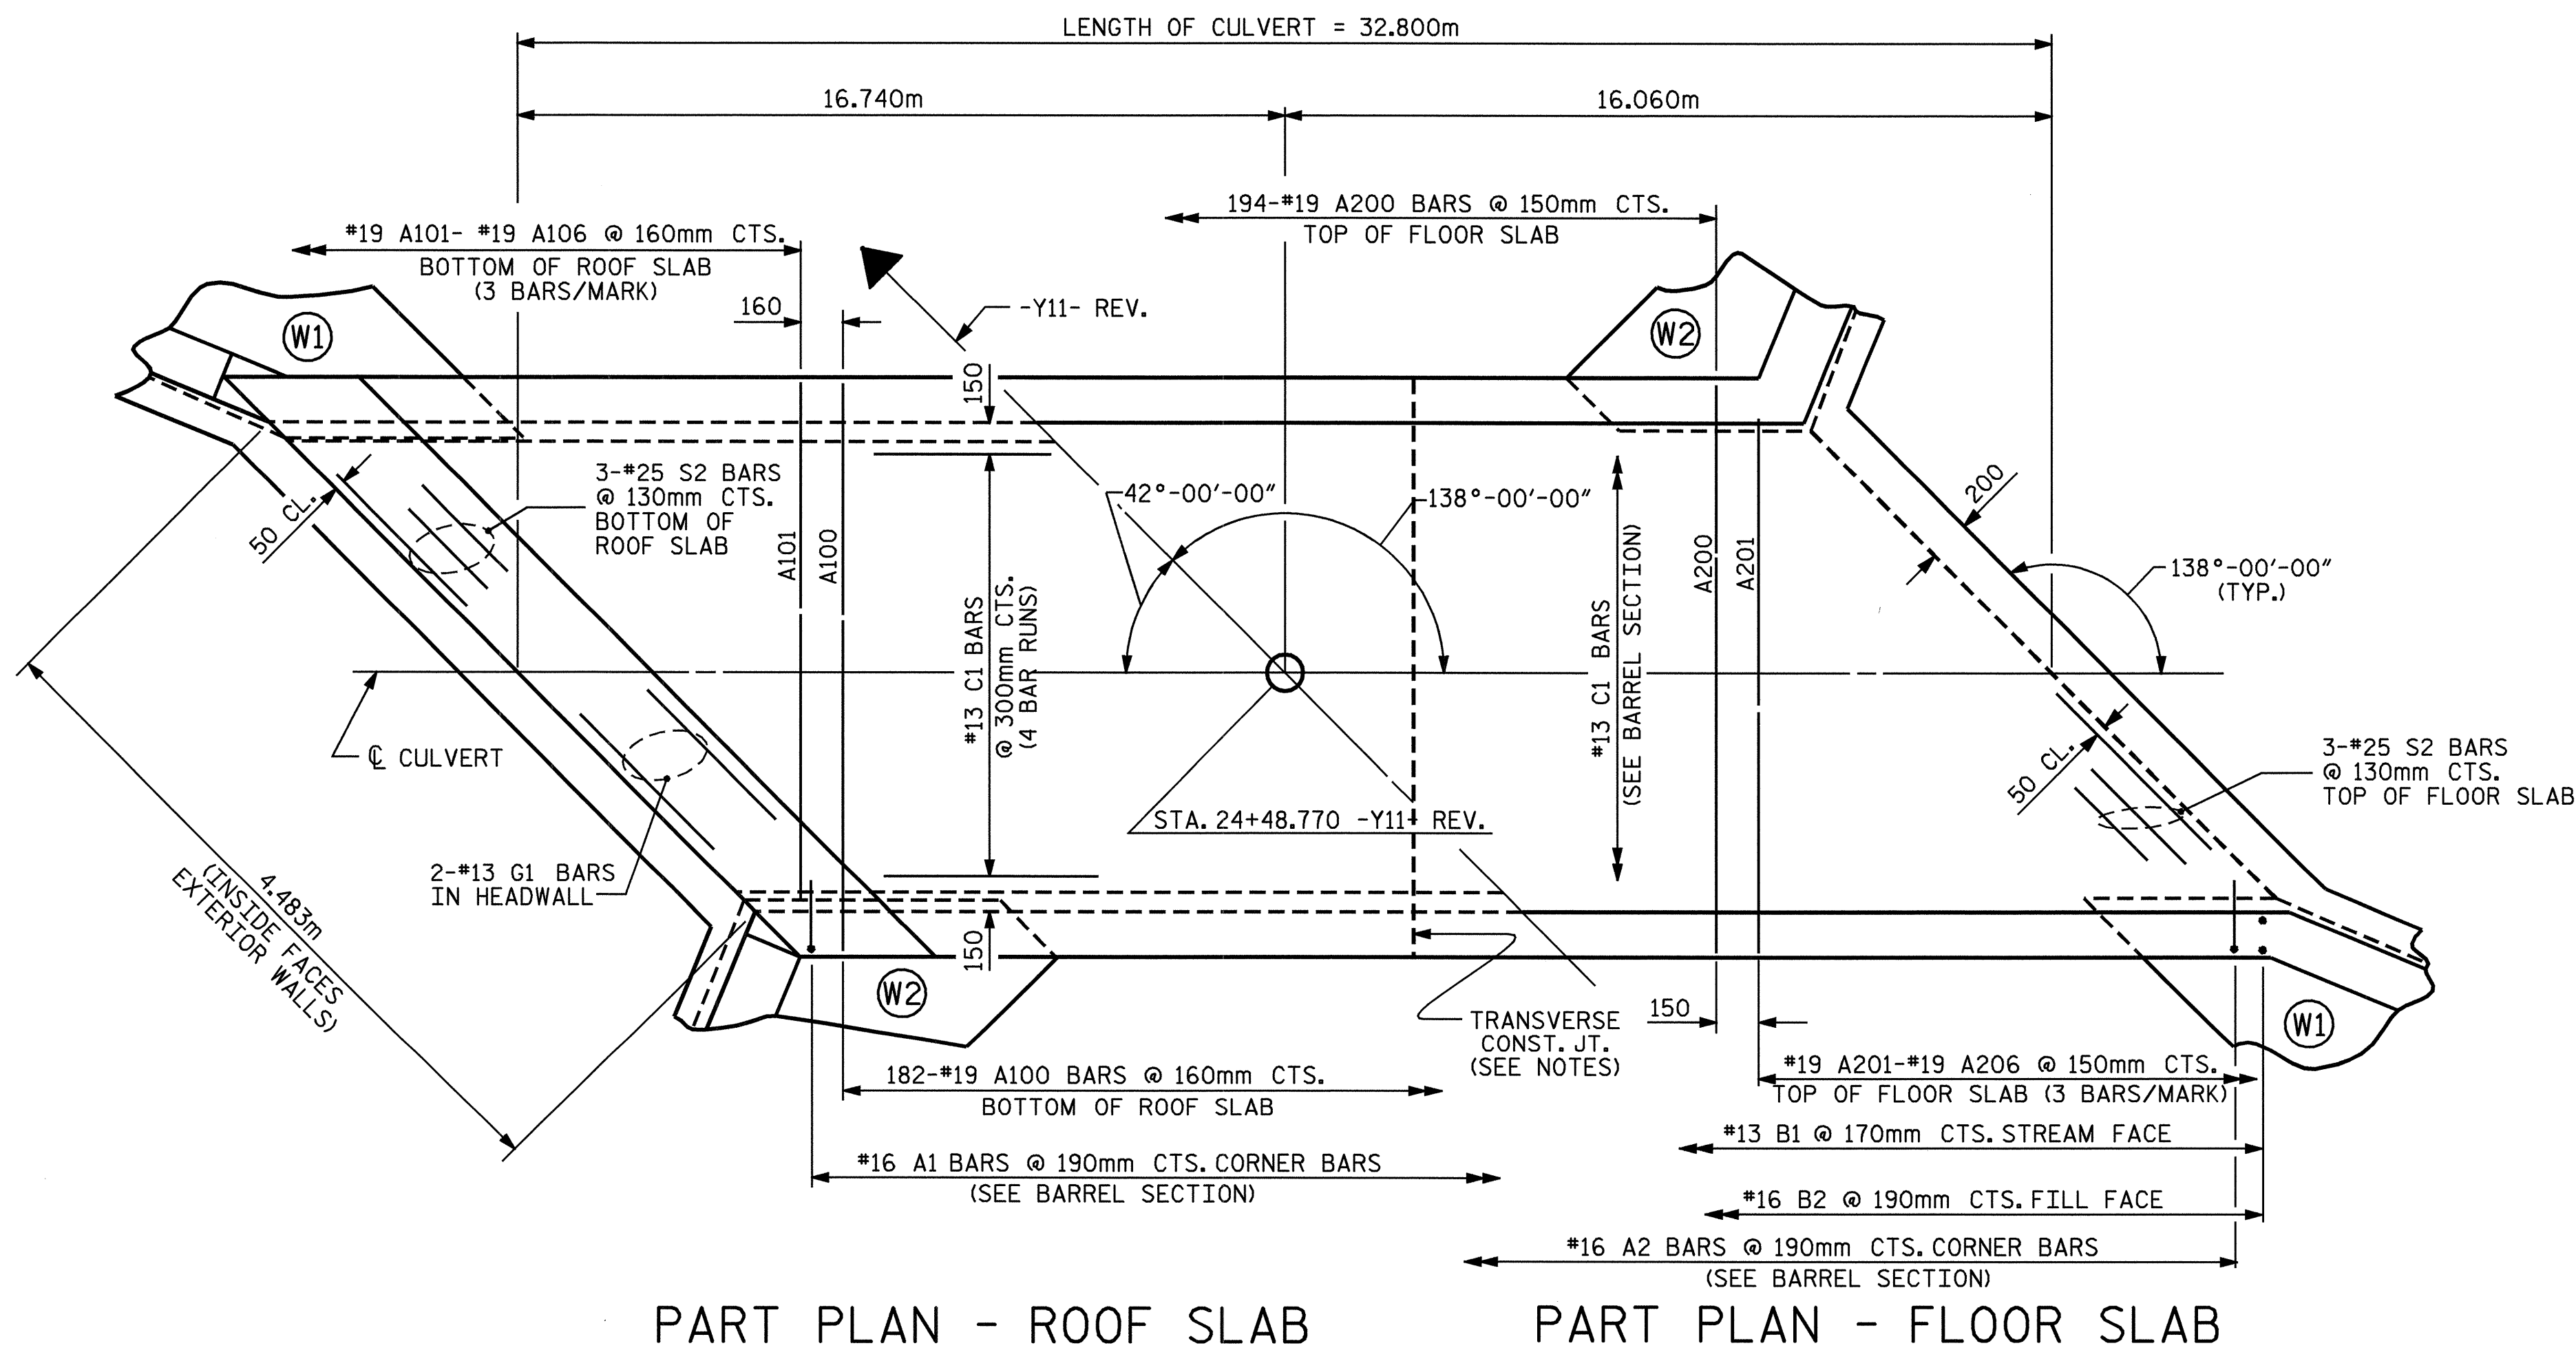 LENGTH OF CULVERT = 32.800m
16.740m
16.060m
194-#19 A200 BARS @ 150mm CTS.
TOP OF FLOOR SLAB
#19 A101- #19 A106 @ 160mm CTS.
BOTTOM OF ROOF SLAB
(3 BARS/MARK)
160
-Y11- REV.
W1
W2
150
3-#25 S2 BARS
@ 130mm CTS.
BOTTOM OF
ROOF SLAB
50 CL.
A101
A100
42°-00'-00"
138°-00'-00"
200
A200
A201
138°-00'-00"
(TYP.)
#13 C1 BARS
@ 300mm CTS.
(4 BAR RUNS)
#13 C1 BARS
(SEE BARREL SECTION)
℄ CULVERT
50 CL.
3-#25 S2 BARS
@ 130mm CTS.
TOP OF FLOOR SLAB
STA. 24+48.770 -Y11- REV.
2-#13 G1 BARS
IN HEADWALL
4.483m
(INSIDE FACES
EXTERIOR WALLS)
150
W2
TRANSVERSE
CONST. JT.
(SEE NOTES)
150
W1
182-#19 A100 BARS @ 160mm CTS.
BOTTOM OF ROOF SLAB
#19 A201-#19 A206 @ 150mm CTS.
TOP OF FLOOR SLAB (3 BARS/MARK)
#13 B1 @ 170mm CTS. STREAM FACE
#16 A1 BARS @ 190mm CTS. CORNER BARS
(SEE BARREL SECTION)
#16 B2 @ 190mm CTS. FILL FACE
#16 A2 BARS @ 190mm CTS. CORNER BARS
(SEE BARREL SECTION)
PART PLAN - ROOF SLAB
PART PLAN - FLOOR SLAB